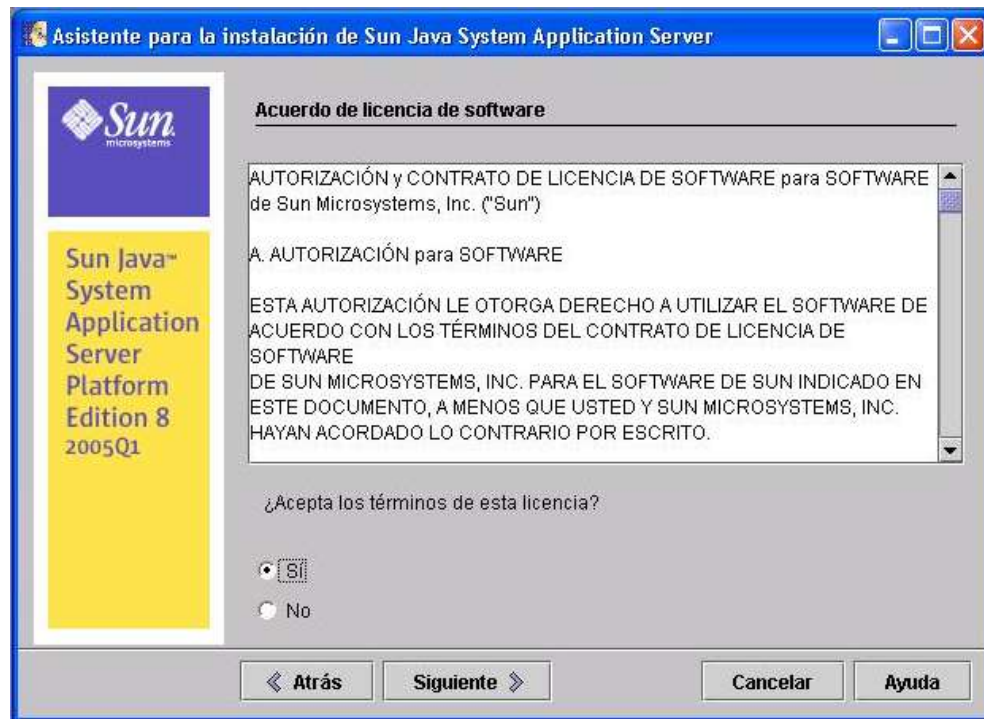 Asistente para la instalación de Sun Java System Application Server
Sun
microsystems
Sun Java™
System
Application
Server
Platform
Edition 8
2005Q1
Acuerdo de licencia de software
AUTORIZACIÓN y CONTRATO DE LICENCIA DE SOFTWARE para SOFTWARE
de Sun Microsystems, Inc. ("Sun")
A. AUTORIZACIÓN para SOFTWARE
ESTA AUTORIZACIÓN LE OTORGA DERECHO A UTILIZAR EL SOFTWARE DE
ACUERDO CON LOS TÉRMINOS DEL CONTRATO DE LICENCIA DE
SOFTWARE
DE SUN MICROSYSTEMS, INC. PARA EL SOFTWARE DE SUN INDICADO EN
ESTE DOCUMENTO, A MENOS QUE USTED Y SUN MICROSYSTEMS, INC.
HAYAN ACORDADO LO CONTRARIO POR ESCRITO.
¿Acepta los términos de esta licencia?
Sí
No
Atrás
Siguiente
Cancelar
Ayuda